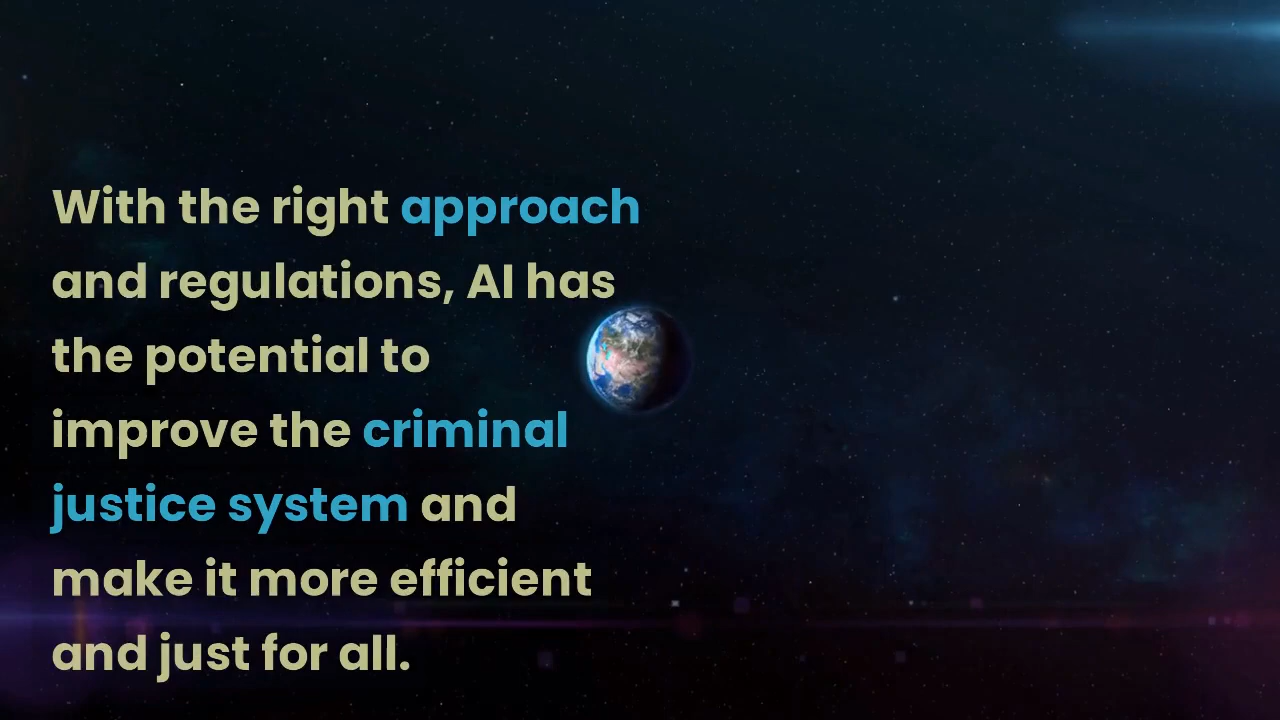 With the right approach
and regulations, AI has
the potential to
improve the criminal
justice system and
make it more efficient
and just for all.